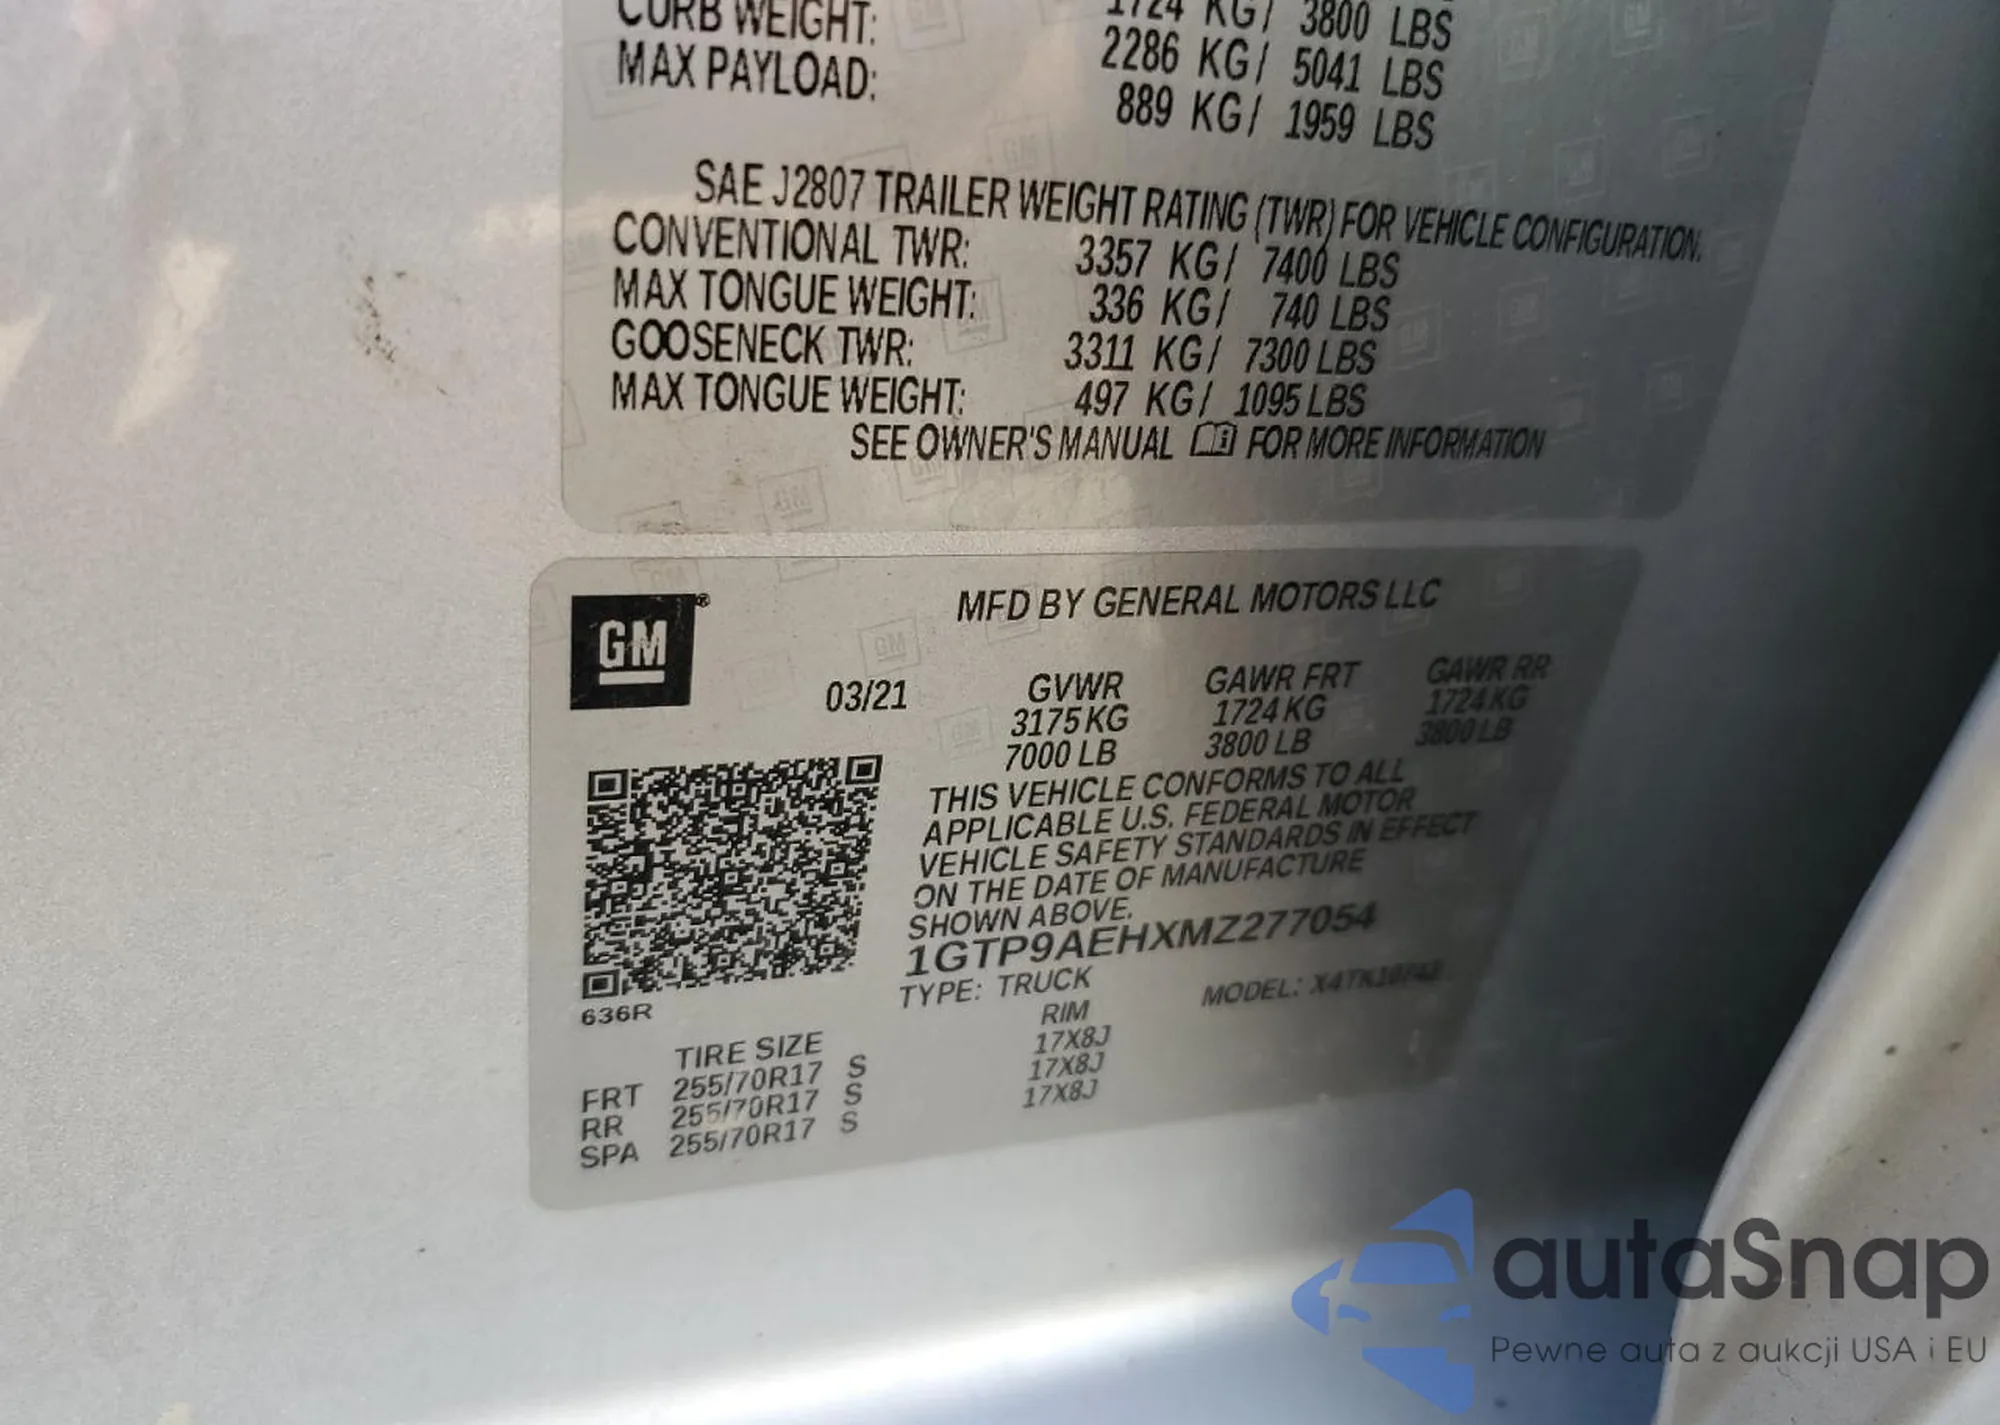 1724 KG/ 3800 LBS
CURB WEIGHT: 2286 KG/ 5041 LBS
MAX PAYLOAD: 889 KG/ 1959 LBS
SAE J2807 TRAILER WEIGHT RATING (TWR) FOR VEHICLE CONFIGURATION.
CONVENTIONAL TWR: 3357 KG/ 7400 LBS
MAX TONGUE WEIGHT: 336 KG/ 740 LBS
GOOSENECK TWR: 3311 KG/ 7300 LBS
MAX TONGUE WEIGHT: 497 KG/ 1095 LBS
SEE OWNER'S MANUAL FOR MORE INFORMATION
GM®
MFD BY GENERAL MOTORS LLC
03/21 GVWR GAWR FRT GAWR RR
3175 KG 1724 KG 1724 KG
7000 LB 3800 LB 3800 LB
THIS VEHICLE CONFORMS TO ALL
APPLICABLE U.S. FEDERAL MOTOR
VEHICLE SAFETY STANDARDS IN EFFECT
ON THE DATE OF MANUFACTURE
SHOWN ABOVE.
1GTP9AEHXMZ277054
TYPE: TRUCK MODEL:
636R
TIRE SIZE RIM
FRT 255/70R17 S 17X8J
RR 255/70R17 S 17X8J
SPA 255/70R17 S 17X8J
autaSnap
Pewne auta z aukcji USA i EU